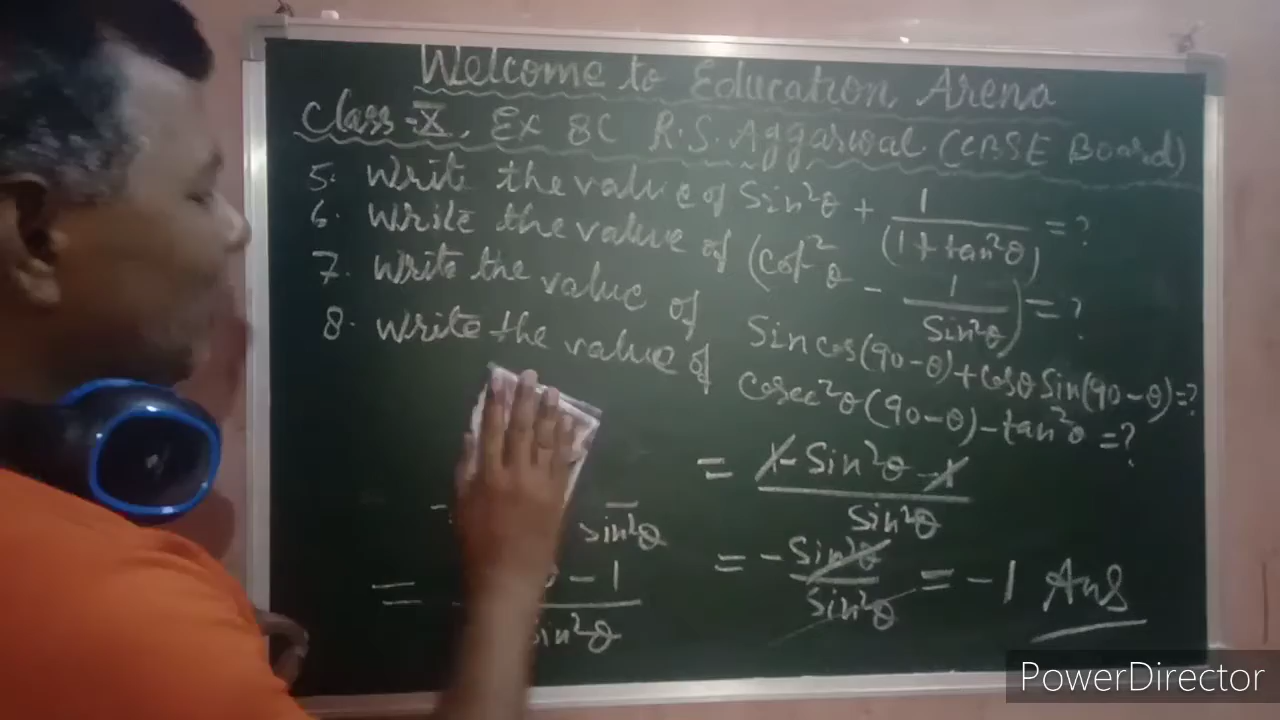 Welcome to Education Arena
Class-X, Ex 8C R.S. Aggarwal (CBSE Board)
5. Write the value of Sin²θ + 1/(1+tan²θ) = ?
6. Write the value of (Cot²θ - 1/Sin²θ) = ?
7. Write the value of Sin cos(90-θ)+cosθ Sin(90-θ)=?
8. Write the value of Cosec²θ(90-θ)-tan²θ =?
= 1-Sin²θ-1 / Sin²θ
sin²θ
= - 1 / Sin²θ
= -Sin²θ / Sin²θ = -1 Ans
PowerDirector